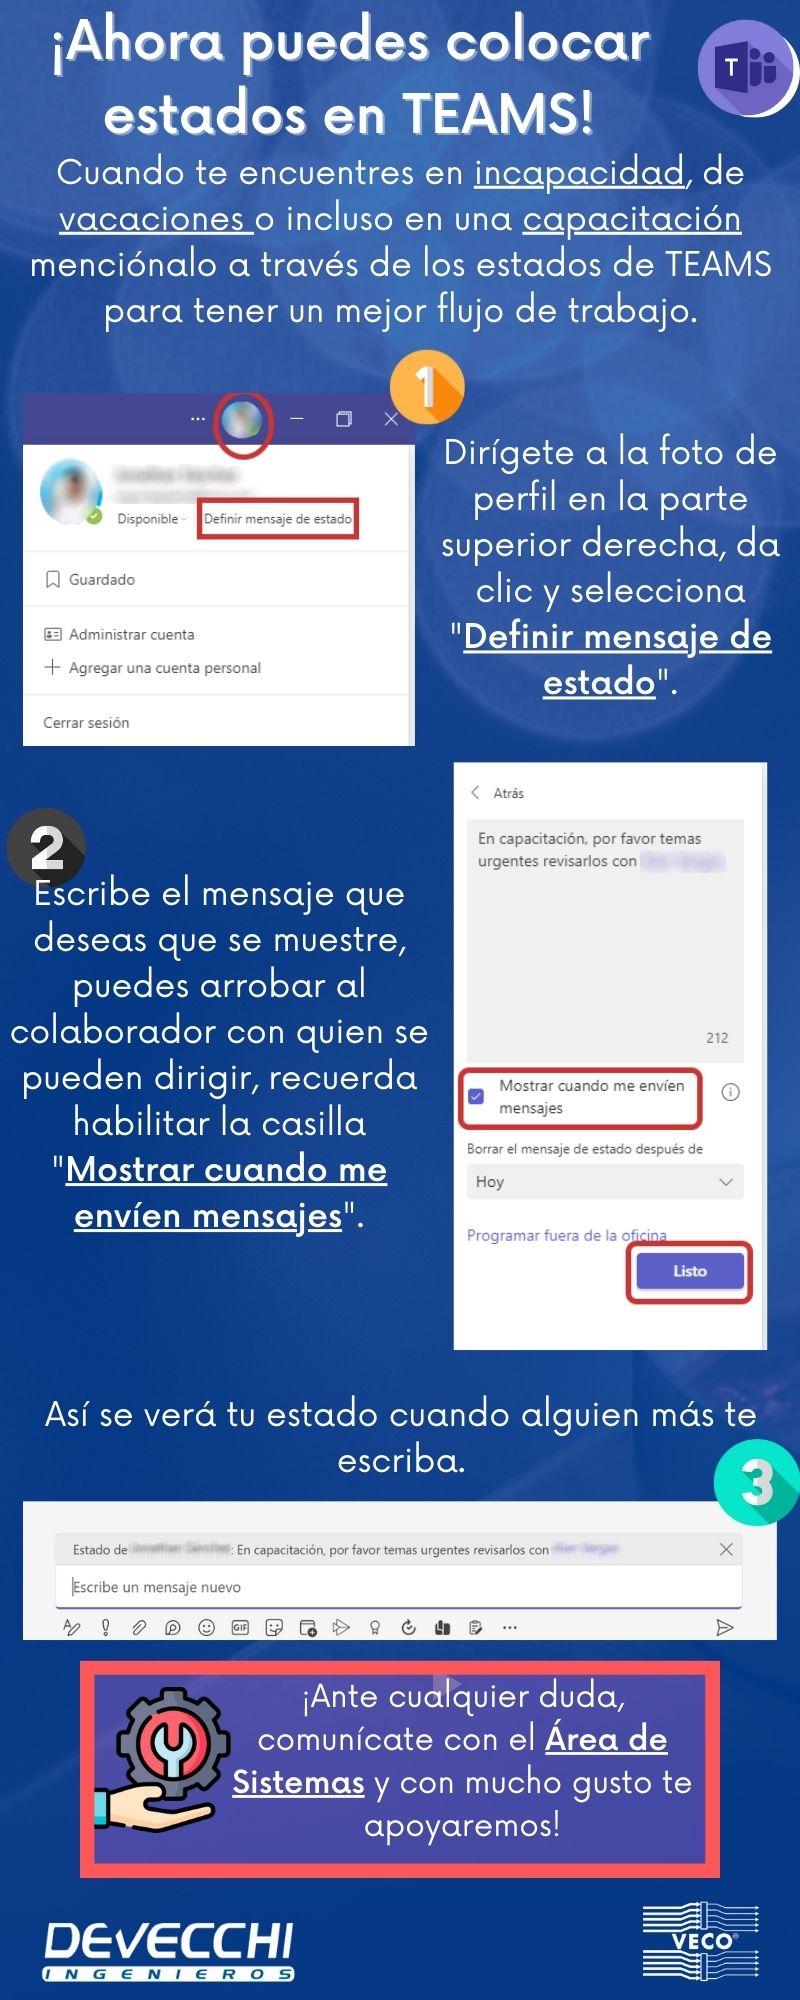 ¡Ahora puedes colocar
estados en TEAMS!
T
Cuando te encuentres en incapacidad, de
vacaciones o incluso en una capacitación
menciónalo a través de los estados de TEAMS
para tener un mejor flujo de trabajo.
1
Disponible
Definir mensaje de estado
Guardado
Administrar cuenta
Agregar una cuenta personal
Cerrar sesión
Dirígete a la foto de
perfil en la parte
superior derecha, da
clic y selecciona
"Definir mensaje de
estado".
2
Escribe el mensaje que
deseas que se muestre,
puedes arrobar al
colaborador con quien se
pueden dirigir, recuerda
habilitar la casilla
"Mostrar cuando me
envíen mensajes".
Atrás
En capacitación, por favor temas
urgentes revisarlos con
212
Mostrar cuando me envíen
mensajes
Borrar el mensaje de estado después de
Hoy
Programar fuera de la oficina
Listo
Así se verá tu estado cuando alguien más te
escriba.
3
Estado de : En capacitación, por favor temas urgentes revisarlos con
Escribe un mensaje nuevo
GIF
¡Ante cualquier duda,
comunícate con el Área de
Sistemas y con mucho gusto te
apoyaremos!
DEVECCHI
INGENIEROS
VECO®